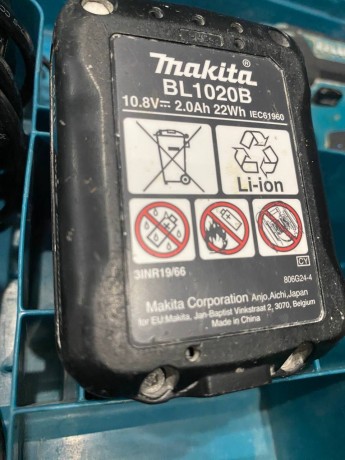 makita®
BL1020B
10.8V⎓ 2.0Ah 22Wh IEC61960
Li-ion
3INR19/66
CY
806G24-4
Makita Corporation Anjo,Aichi,Japan
for EU:Makita, Jan-Baptist Vinkstraat 2, 3070, Belgium
Made in China